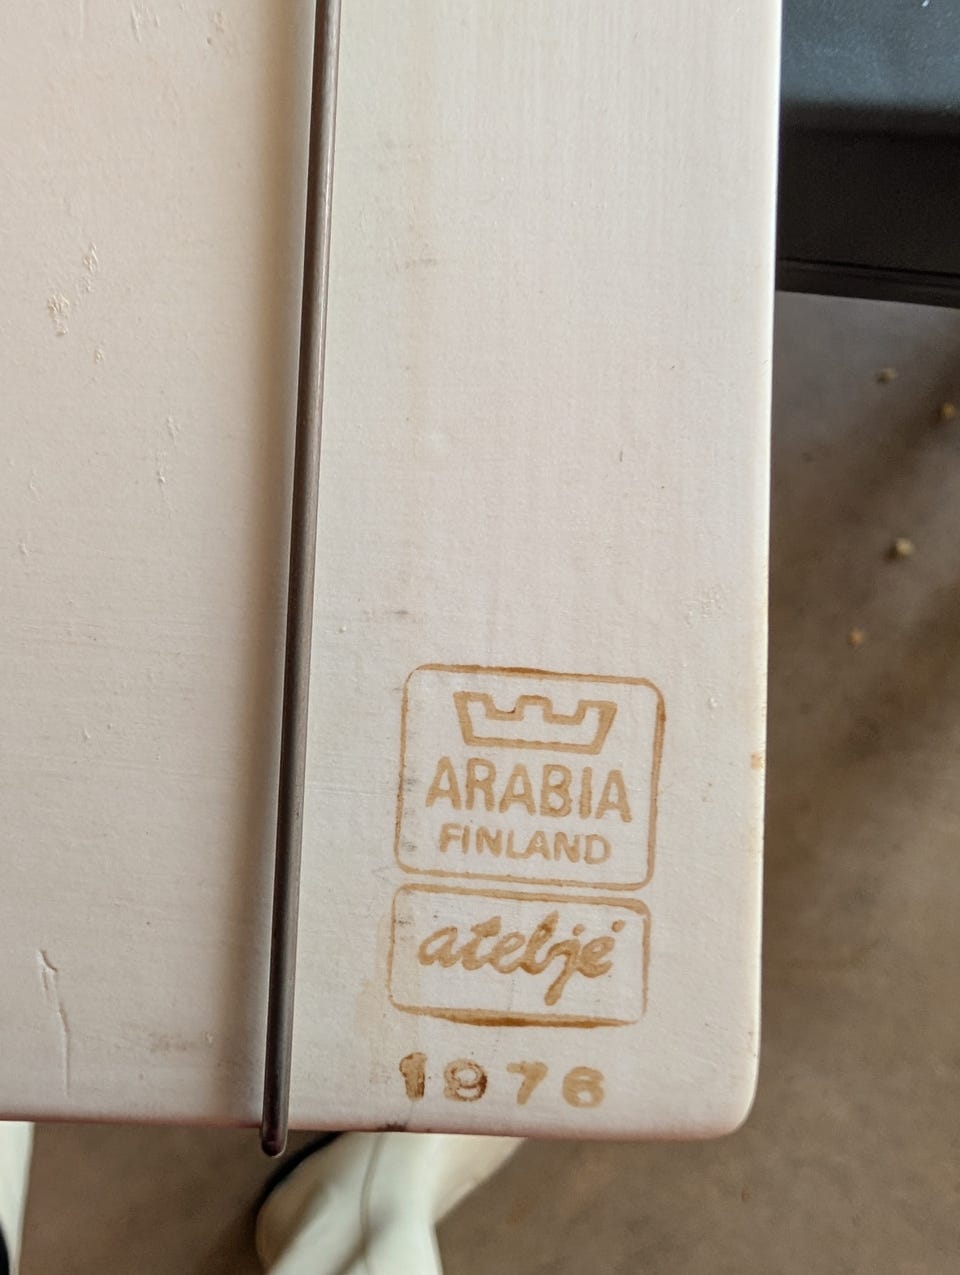 ARABIA
FINLAND
ateljé
1976